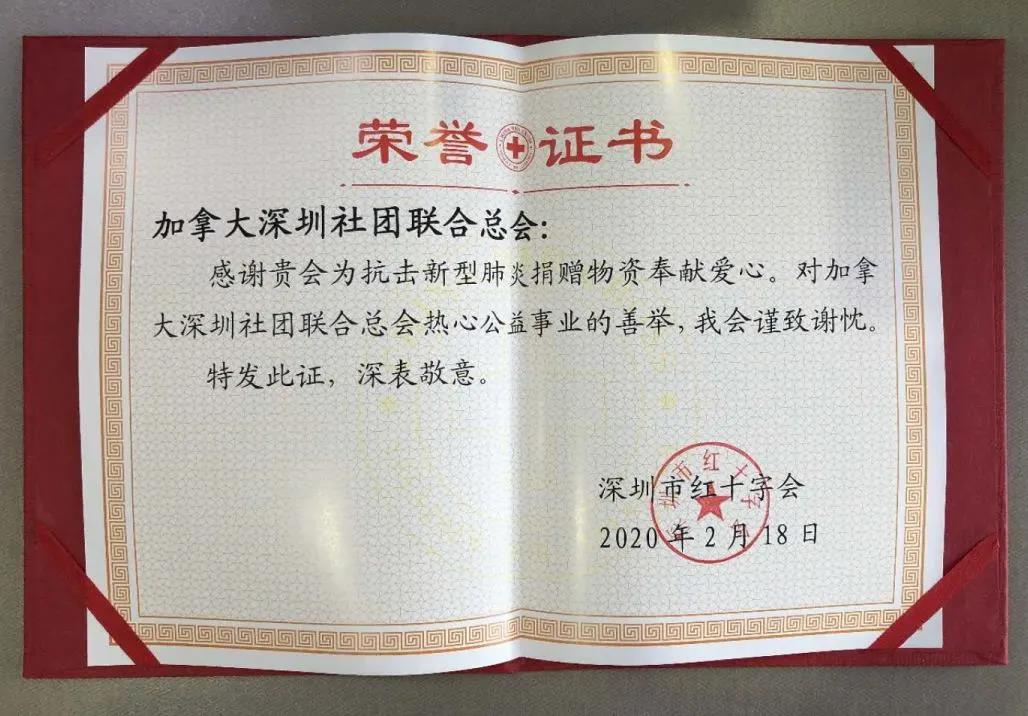 荣誉证书
加拿大深圳社团联合总会:
感谢贵会为抗击新型肺炎捐赠物资奉献爱心。对加拿
大深圳社团联合总会热心公益事业的善举,我会谨致谢忱。
特发此证,深表敬意。
深圳市红十字会
2020年2月18日